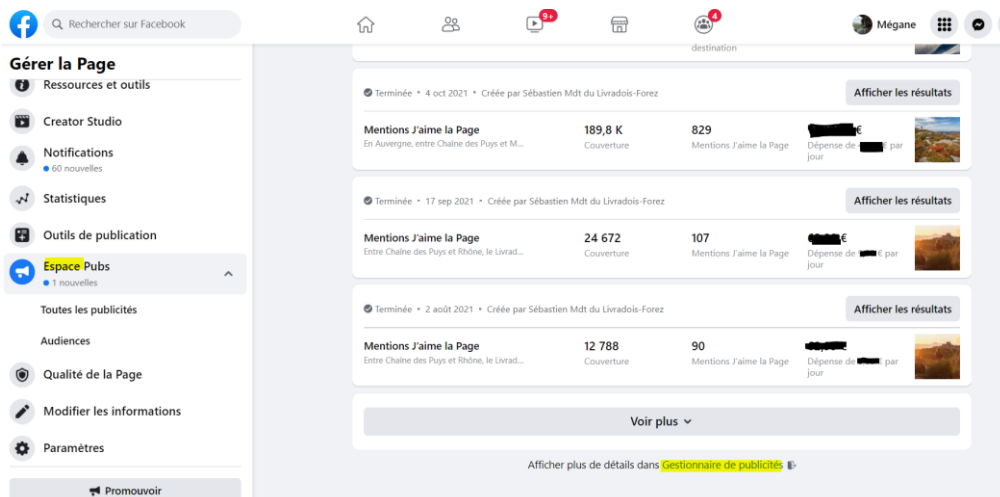 Rechercher sur Facebook
9+
4
Mégane
Gérer la Page
Ressources et outils
Creator Studio
Notifications
60 nouvelles
Statistiques
Outils de publication
Espace Pubs
1 nouvelles
Toutes les publicités
Audiences
Qualité de la Page
Modifier les informations
Paramètres
Promouvoir
destination
Terminée • 4 oct 2021 • Créée par Sébastien Mdt du Livradois-Forez
Afficher les résultats
Mentions J'aime la Page
En Auvergne, entre Chaîne des Puys et M...
189,8 K
Couverture
829
Mentions J'aime la Page
€
Dépense de € par
jour
Terminée • 17 sep 2021 • Créée par Sébastien Mdt du Livradois-Forez
Afficher les résultats
Mentions J'aime la Page
Entre Chaîne des Puys et Rhône, le Livrad...
24 672
Couverture
107
Mentions J'aime la Page
€
Dépense de € par
jour
Terminée • 2 août 2021 • Créée par Sébastien Mdt du Livradois-Forez
Afficher les résultats
Mentions J'aime la Page
Entre Chaîne des Puys et Rhône, le Livrad...
12 788
Couverture
90
Mentions J'aime la Page
€
Dépense de € par
jour
Voir plus
Afficher plus de détails dans Gestionnaire de publicités